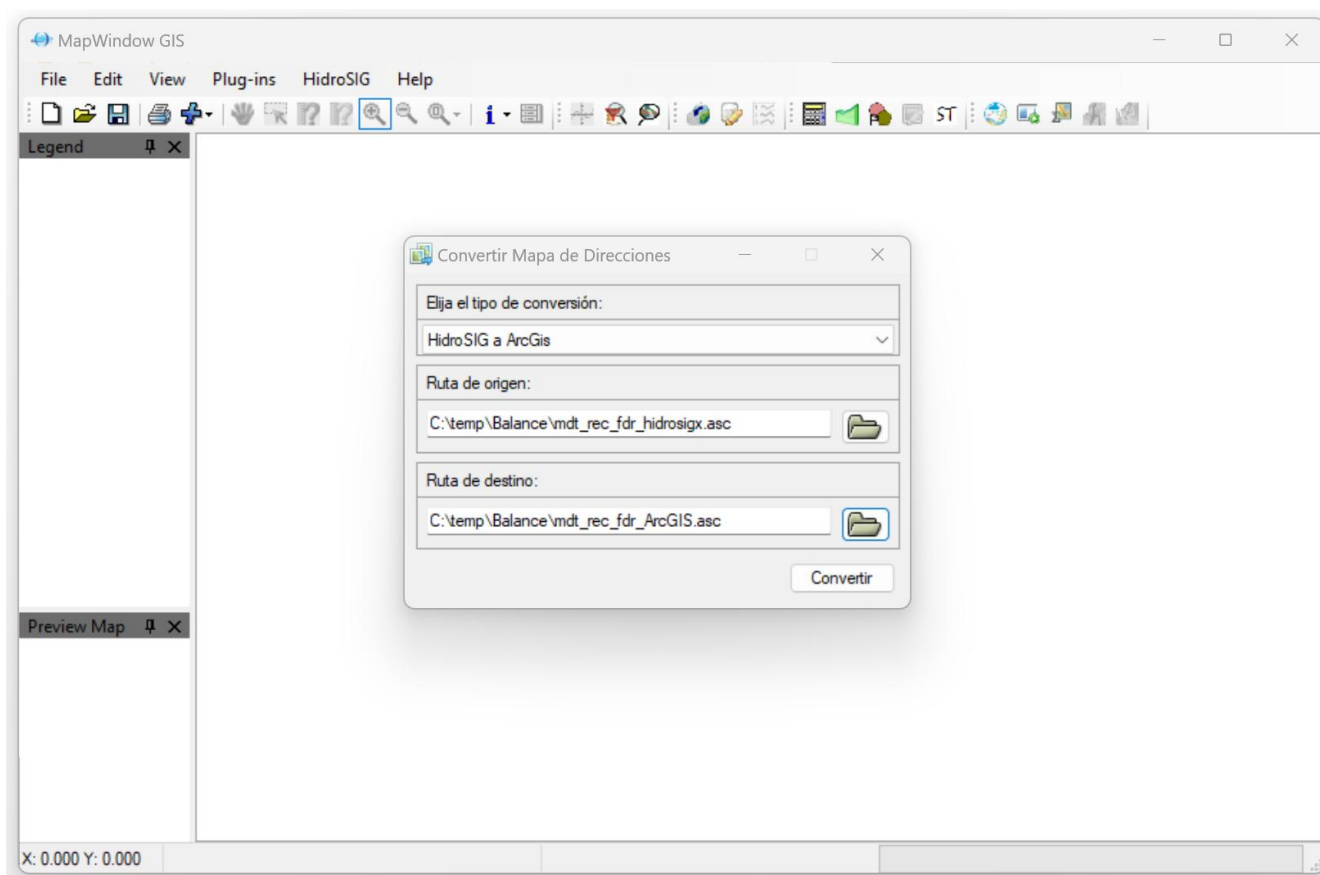 MapWindow GIS
File Edit View Plug-ins HidroSIG Help
ST
Legend
Convertir Mapa de Direcciones
Elija el tipo de conversión:
HidroSIG a ArcGis
Ruta de origen:
C:\temp\Balance\mdt_rec_fdr_hidrosigx.asc
Ruta de destino:
C:\temp\Balance\mdt_rec_fdr_ArcGIS.asc
Convertir
Preview Map
X: 0.000 Y: 0.000